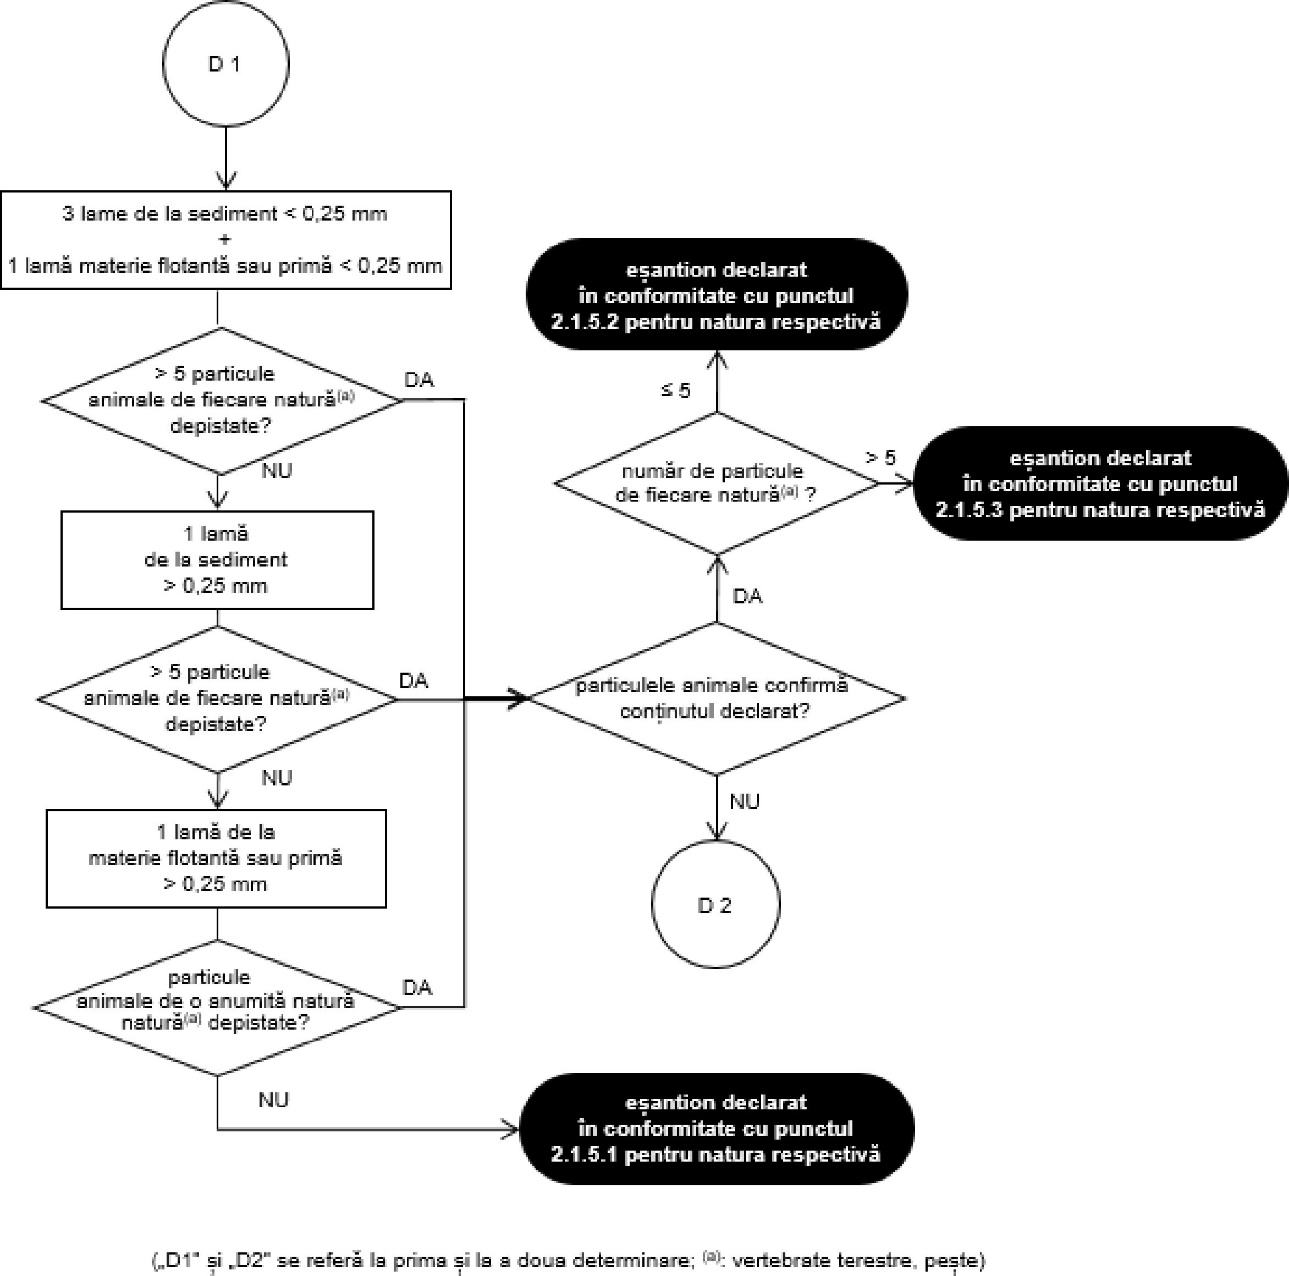 D 1
3 lame de la sediment < 0,25 mm
+
1 lamă materie flotantă sau primă < 0,25 mm
> 5 particule
animale de fiecare natură(a)
depistate?
DA
NU
1 lamă
de la sediment
> 0,25 mm
> 5 particule
animale de fiecare natură(a)
depistate?
DA
NU
1 lamă de la
materie flotantă sau primă
> 0,25 mm
particule
animale de o anumită natură
natură(a) depistate?
DA
NU
eșantion declarat
în conformitate cu punctul
2.1.5.2 pentru natura respectivă
≤ 5
număr de particule
de fiecare natură(a) ?
> 5
eșantion declarat
în conformitate cu punctul
2.1.5.3 pentru natura respectivă
DA
particulele animale confirmă
conținutul declarat?
NU
D 2
eșantion declarat
în conformitate cu punctul
2.1.5.1 pentru natura respectivă
(„D1" și „D2" se referă la prima și la a doua determinare; (a): vertebrate terestre, pește)